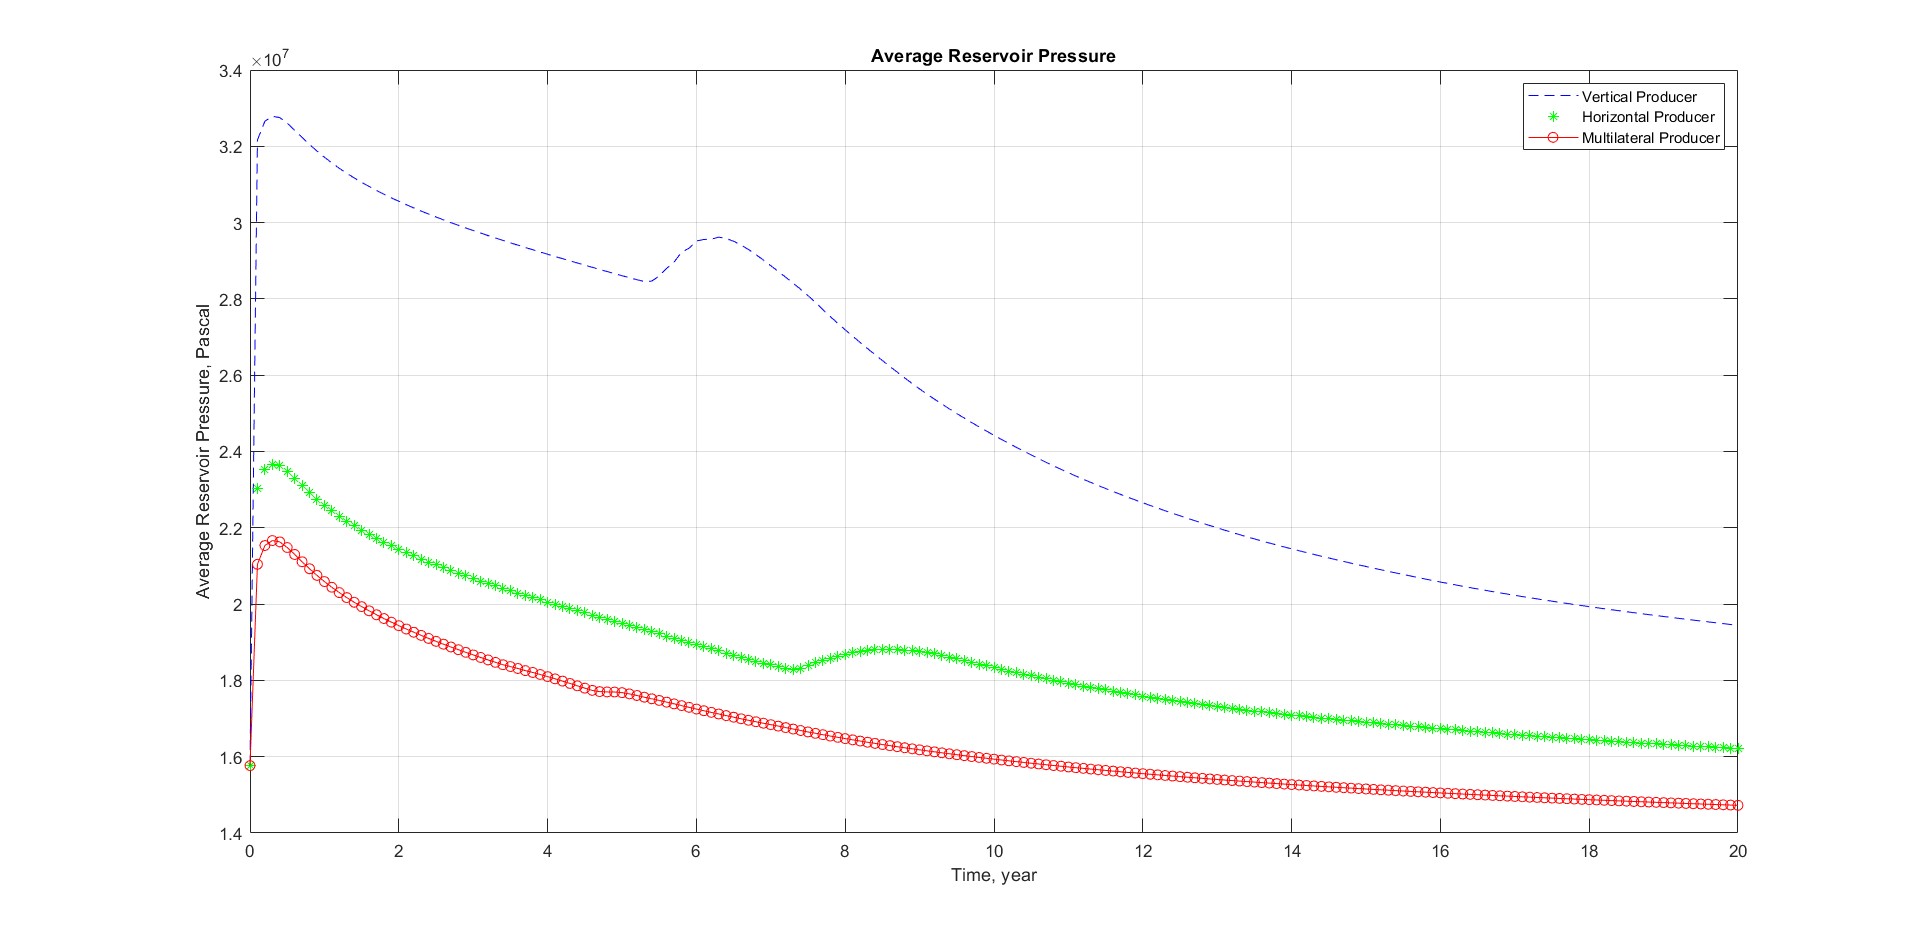 Average Reservoir Pressure
×10⁷
3.4
3.2
3
2.8
2.6
2.4
2.2
2
1.8
1.6
1.4
Average Reservoir Pressure, Pascal
Vertical Producer
Horizontal Producer
Multilateral Producer
0 2 4 6 8 10 12 14 16 18 20
Time, year